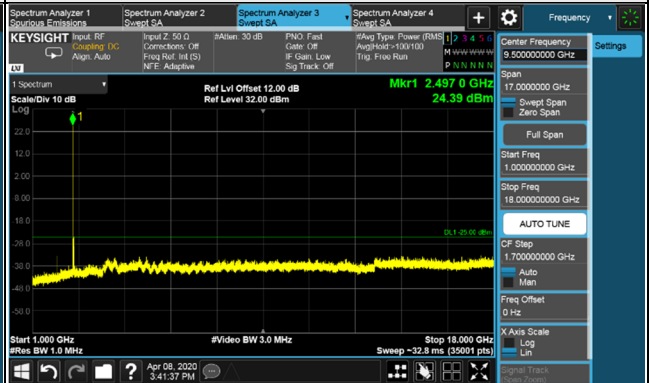 Spectrum Analyzer 1
Spurious Emissions
Spectrum Analyzer 2
Swept SA
Spectrum Analyzer 3
Swept SA
Spectrum Analyzer 4
Swept SA
+
Frequency
KEYSIGHT
Input: RF
Coupling: DC
Align: Auto
LXI
Input Z: 50 Ω
Corrections: Off
Freq Ref: Int (S)
NFE: Adaptive
#Atten: 30 dB
PNO: Fast
Gate: Off
IF Gain: Low
Sig Track: Off
#Avg Type: Power (RMS
Avg|Hold:>100/100
Trig: Free Run
1 2 3 4 5 6
M W W W W W
P N N N N N
1 Spectrum
Scale/Div 10 dB
Log
Ref Lvl Offset 12.00 dB
Ref Level 32.00 dBm
Mkr1 2.497 0 GHz
24.39 dBm
1
22.0
12.0
2.00
-8.00
-18.0
-28.0
-38.0
-48.0
-50.0
DL1 -25.00 dBm
Start 1.000 GHz
#Res BW 1.0 MHz
#Video BW 3.0 MHz
Stop 18.000 GHz
Sweep ~32.8 ms (35001 pts)
Apr 08, 2020
3:41:37 PM
Center Frequency
9.500000000 GHz
Settings
Span
17.0000000 GHz
Swept Span
Zero Span
Full Span
Start Freq
1.000000000 GHz
Stop Freq
18.000000000 GHz
AUTO TUNE
CF Step
1.700000000 GHz
Auto
Man
Freq Offset
0 Hz
X Axis Scale
Log
Lin
Signal Track
(Span Zoom)